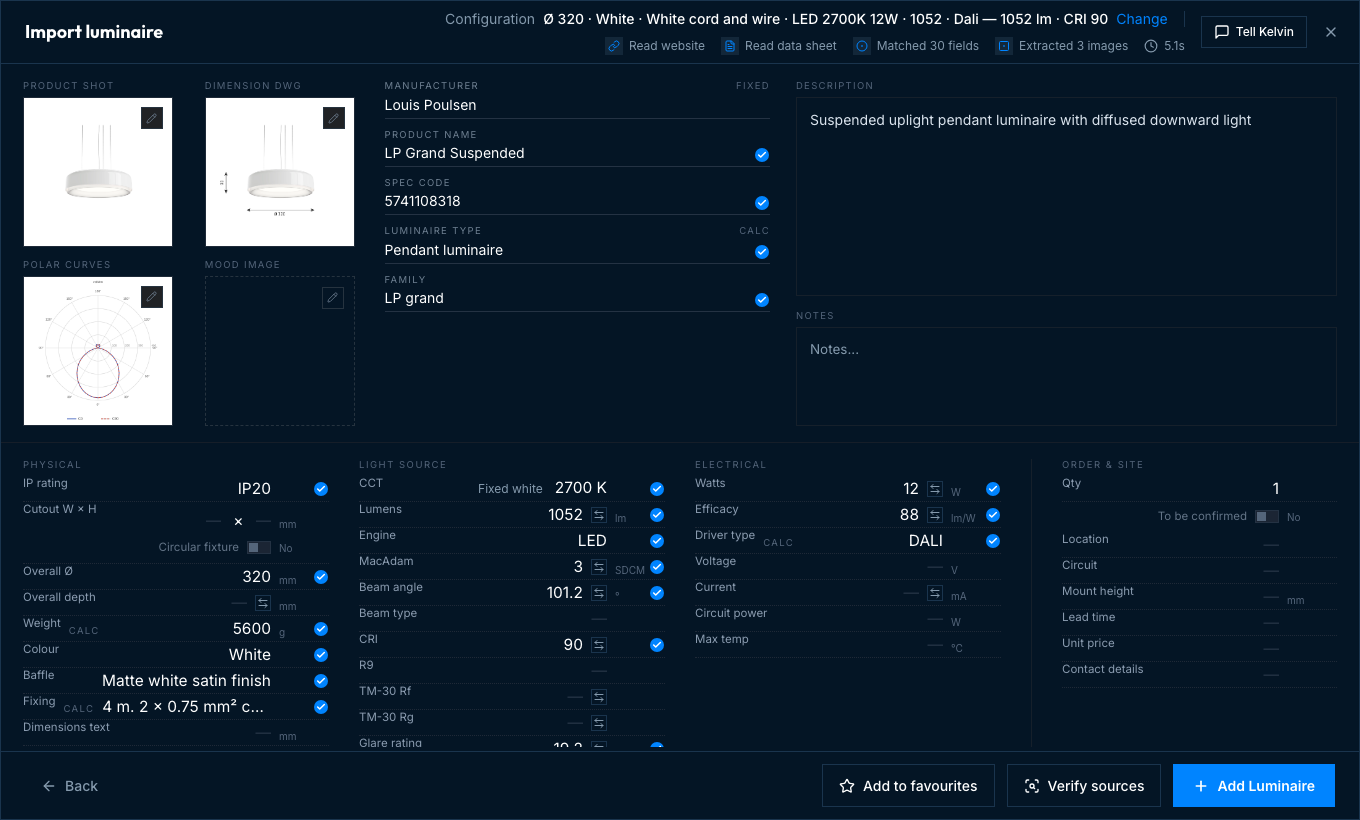 Import luminaire
Configuration Ø 320 · White · White cord and wire · LED 2700K 12W · 1052 · Dali — 1052 lm · CRI 90 Change
Read website
Read data sheet
Matched 30 fields
Extracted 3 images
5.1s
Tell Kelvin
PRODUCT SHOT
DIMENSION DWG
POLAR CURVES
MOOD IMAGE
MANUFACTURER FIXED
Louis Poulsen
PRODUCT NAME
LP Grand Suspended
SPEC CODE
5741108318
LUMINAIRE TYPE CALC
Pendant luminaire
FAMILY
LP grand
DESCRIPTION
Suspended uplight pendant luminaire with diffused downward light
NOTES
Notes...
PHYSICAL
IP rating IP20
Cutout W × H — × — mm
Circular fixture No
Overall Ø 320 mm
Overall depth — mm
Weight CALC 5600 g
Colour White
Baffle Matte white satin finish
Fixing CALC 4 m. 2 × 0.75 mm² c...
Dimensions text — mm
LIGHT SOURCE
CCT Fixed white 2700 K
Lumens 1052 lm
Engine LED
MacAdam 3 SDCM
Beam angle 101.2 °
Beam type —
CRI 90
R9 —
TM-30 Rf —
TM-30 Rg —
Glare rating 19.2
ELECTRICAL
Watts 12 W
Efficacy 88 lm/W
Driver type CALC DALI
Voltage — V
Current — mA
Circuit power — W
Max temp — °C
ORDER & SITE
Qty 1
To be confirmed No
Location —
Circuit —
Mount height — mm
Lead time —
Unit price —
Contact details —
Back
Add to favourites
Verify sources
Add Luminaire